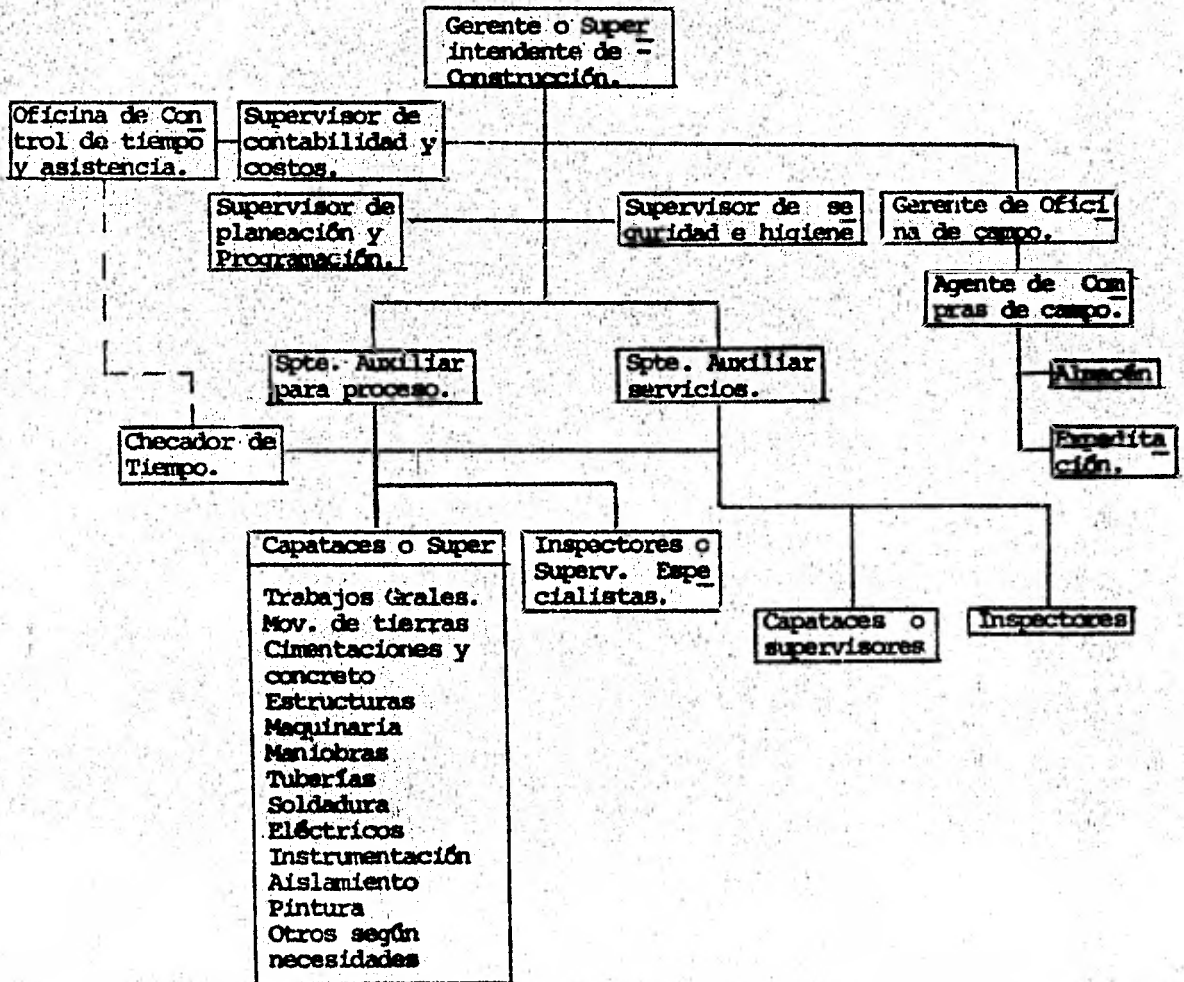 Gerente o Super
intendente de -
Construcción.
Oficina de Con
trol de tiempo
y asistencia.
Supervisor de
contabilidad y
costos.
Supervisor de
planeación y
Programación.
Supervisor de se
guridad e higiene
Gerente de Ofici
na de campo.
Agente de Com
pras de campo.
Almacén
Expedita
ción.
Spte. Auxiliar
para proceso.
Spte. Auxiliar
servicios.
Checador de
Tiempo.
Capataces o Super
Trabajos Grales.
Mov. de tierras
Cimentaciones y
concreto
Estructuras
Maquinaría
Maniobras
Tuberías
Soldadura
Eléctricos
Instrumentación
Aislamiento
Pintura
Otros según
necesidades
Inspectores o
Superv. Espe
cialistas.
Capataces o
supervisores
Inspectores